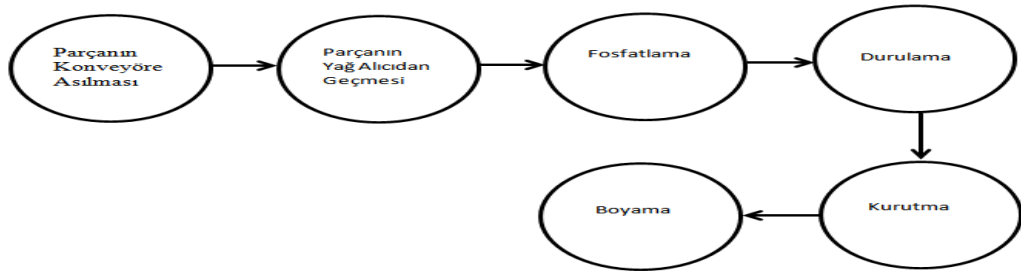 Parçanın
Konveyöre
Asılması
Parçanın
Yağ Alıcıdan
Geçmesi
Fosfatlama
Durulama
Kurutma
Boyama